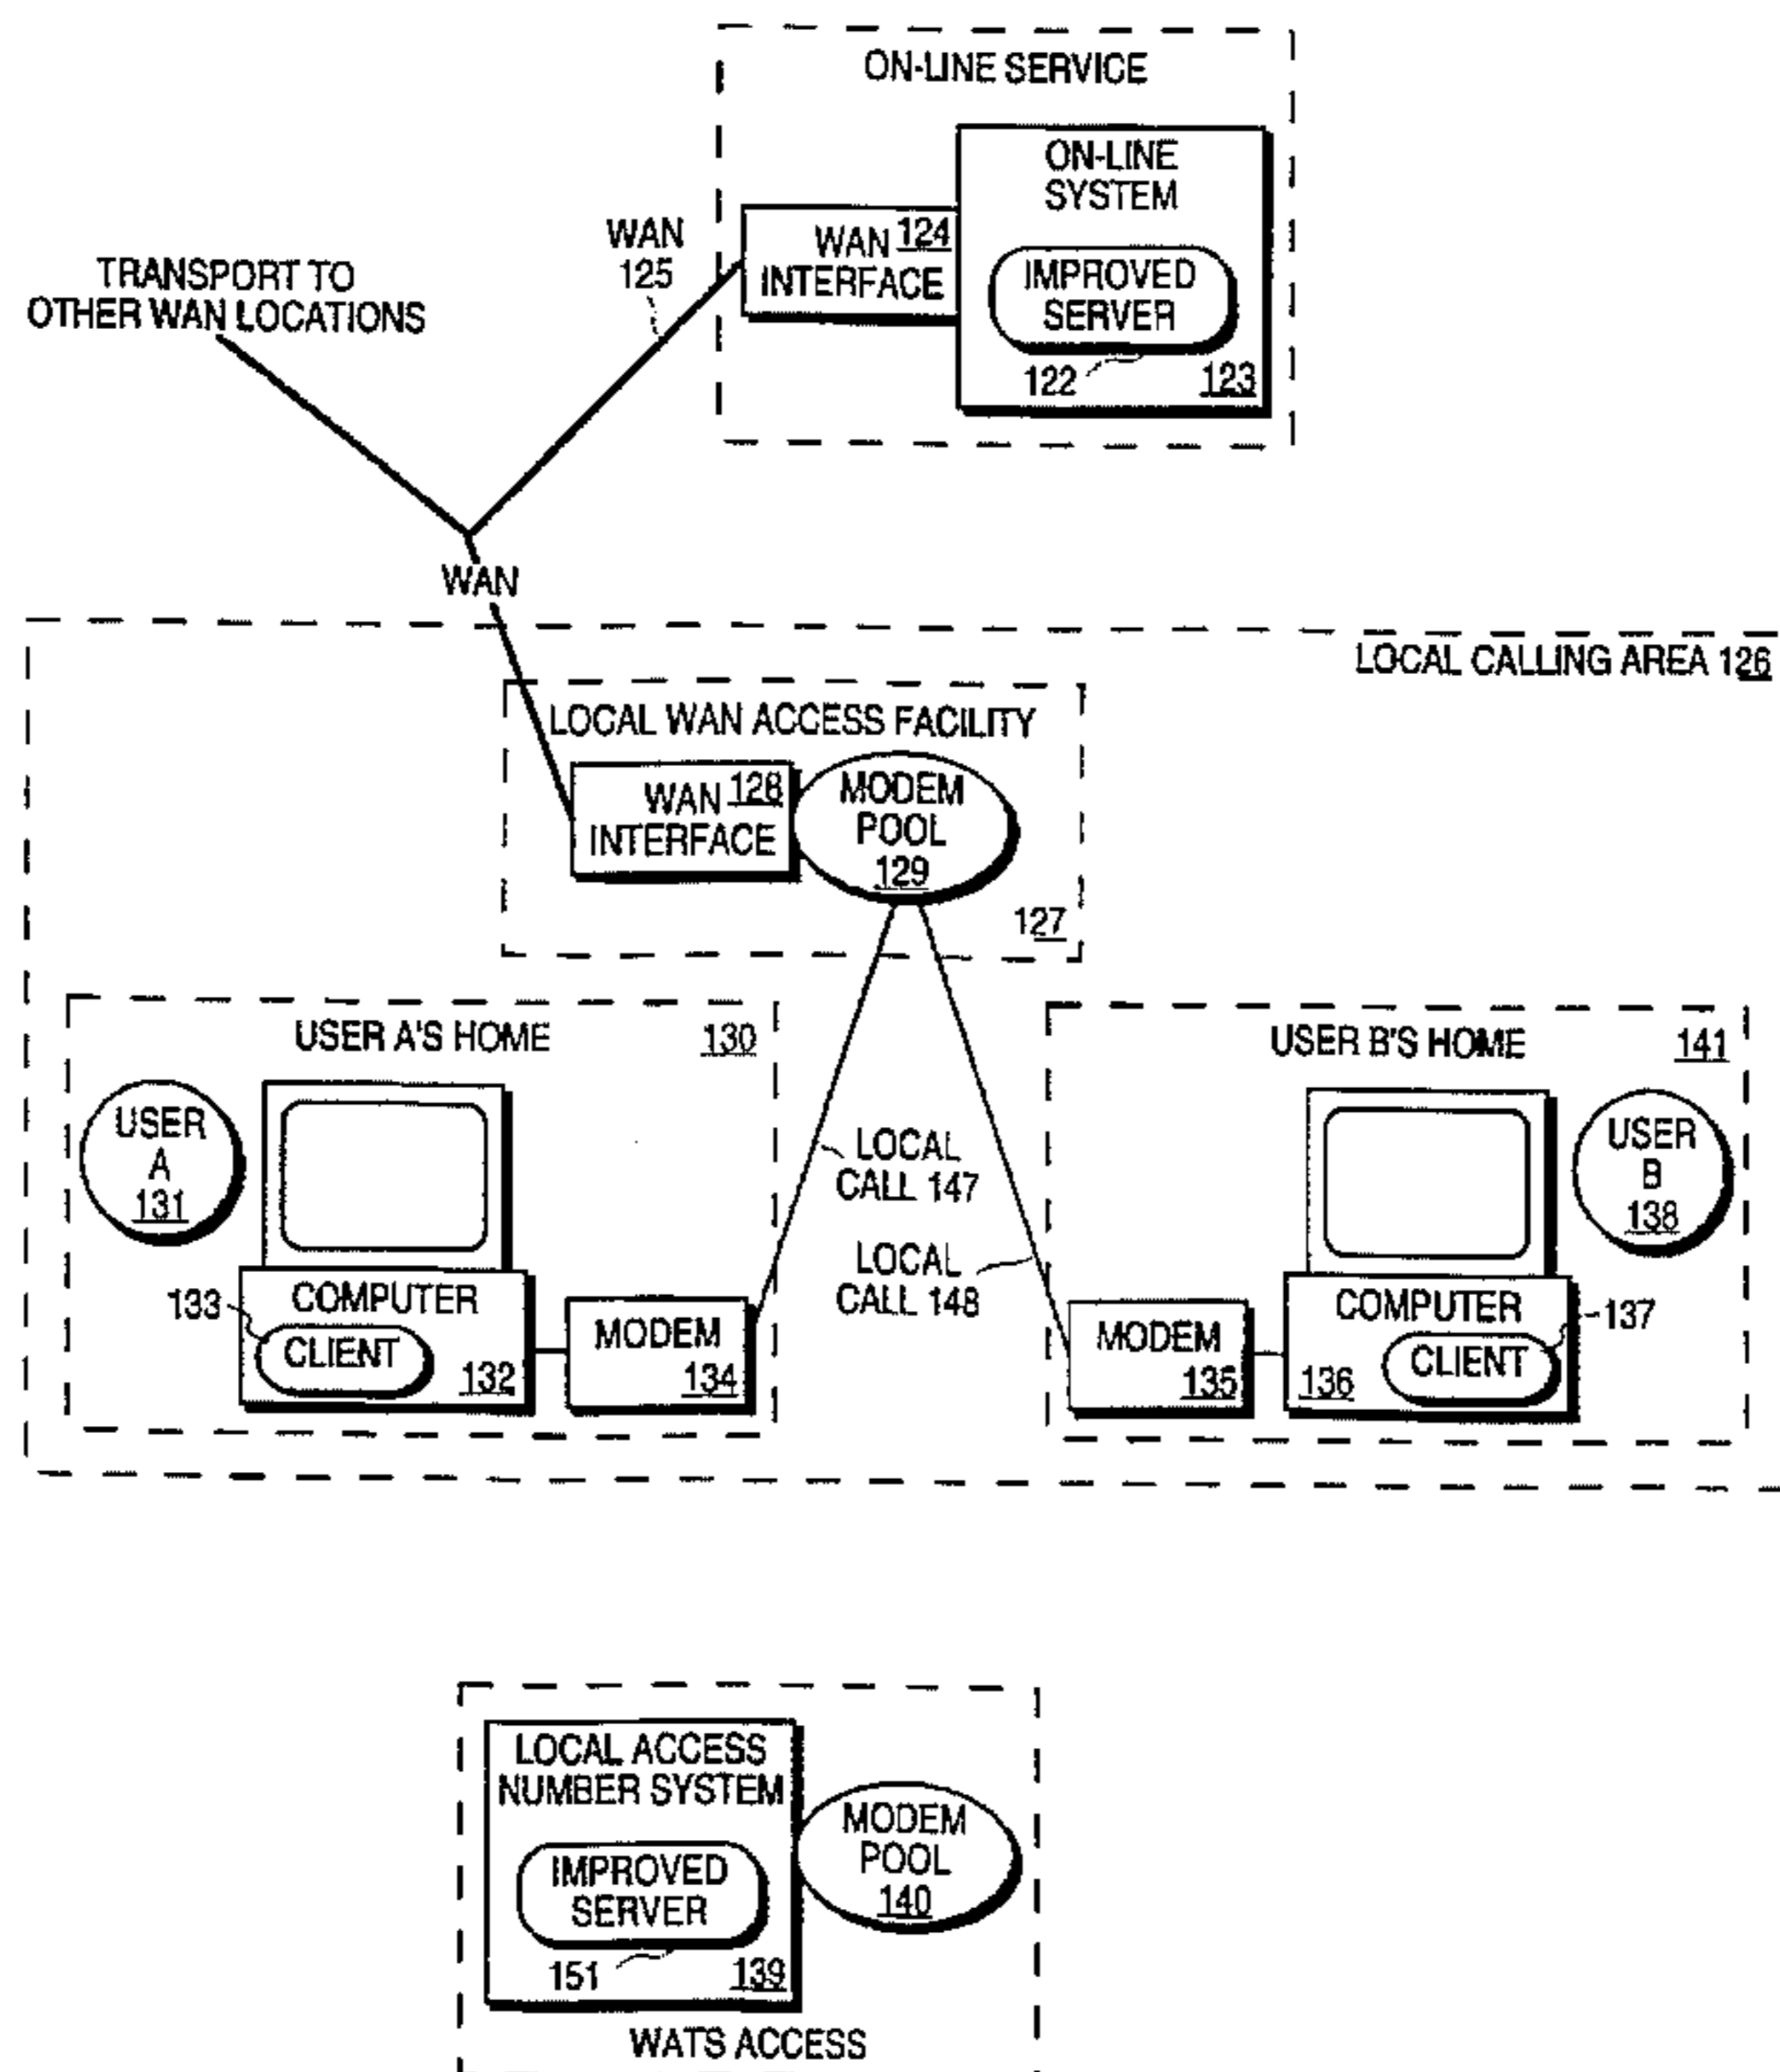 ON-LINE SERVICE
ON-LINE
SYSTEM
WAN 124
INTERFACE
IMPROVED
SERVER
122
123
WAN
125
TRANSPORT TO
OTHER WAN LOCATIONS
WAN
LOCAL CALLING AREA 126
LOCAL WAN ACCESS FACILITY
WAN 128
INTERFACE
MODEM
POOL
129
127
USER A'S HOME 130
USER
A
131
COMPUTER
133
CLIENT
132
MODEM
134
LOCAL
CALL 147
LOCAL
CALL 148
USER B'S HOME 141
USER
B
138
MODEM
135
COMPUTER
137
CLIENT
136
LOCAL ACCESS
NUMBER SYSTEM
IMPROVED
SERVER
151
139
MODEM
POOL
140
WATS ACCESS